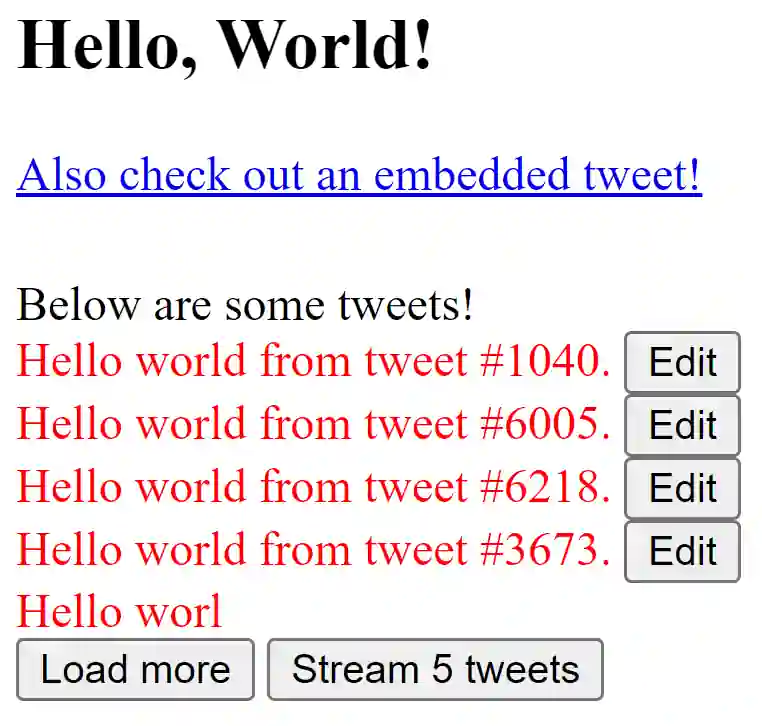 Hello, World!
Also check out an embedded tweet!
Below are some tweets!
Hello world from tweet #1040. Edit
Hello world from tweet #6005. Edit
Hello world from tweet #6218. Edit
Hello world from tweet #3673. Edit
Hello worl
Load more Stream 5 tweets